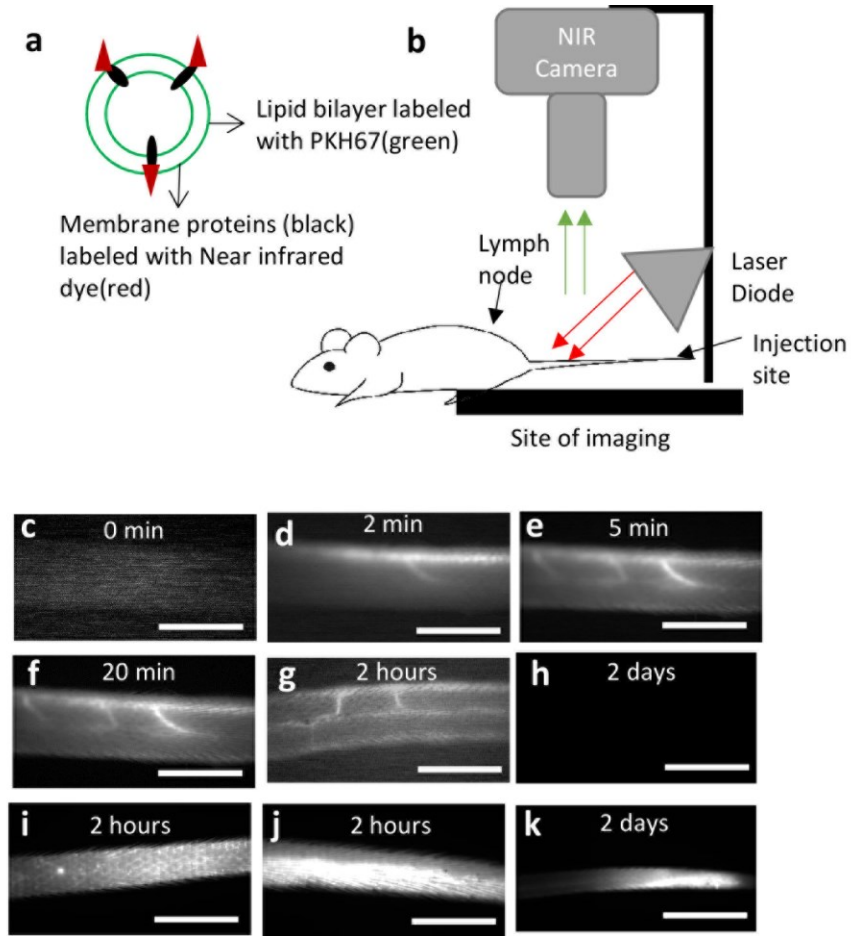 a
Lipid bilayer labeled
with PKH67(green)
Membrane proteins (black)
labeled with Near infrared
dye(red)
b
NIR
Camera
Lymph
node
Laser
Diode
Injection
site
Site of imaging
c 0 min
d 2 min
e 5 min
f 20 min
g 2 hours
h 2 days
i 2 hours
j 2 hours
k 2 days